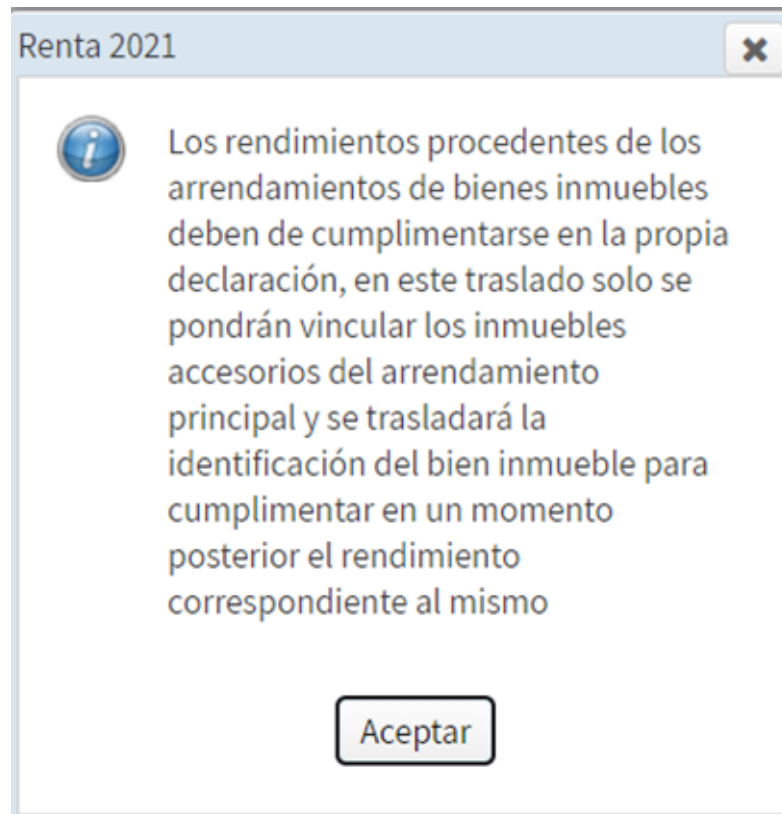 Renta 2021
Los rendimientos procedentes de los
arrendamientos de bienes inmuebles
deben de cumplimentarse en la propia
declaración, en este traslado solo se
pondrán vincular los inmuebles
accesorios del arrendamiento
principal y se trasladará la
identificación del bien inmueble para
cumplimentar en un momento
posterior el rendimiento
correspondiente al mismo
Aceptar